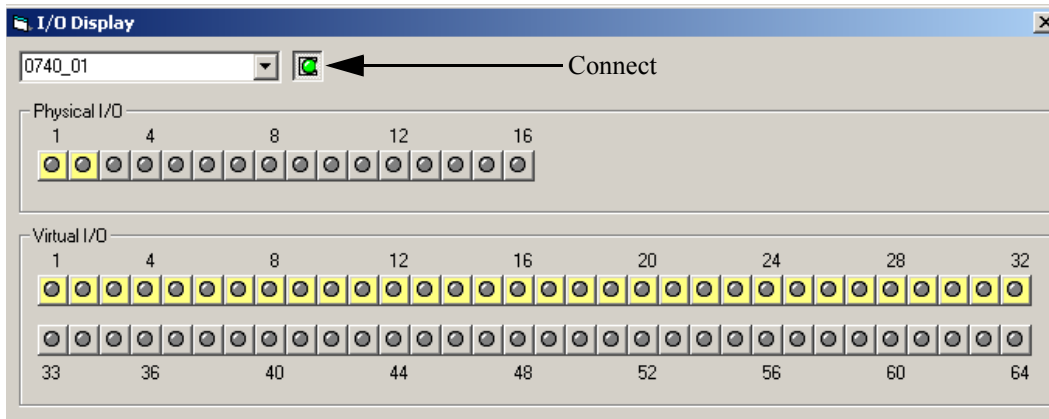 I/O Display
0740_01 Connect
Physical I/O
1 4 8 12 16
Virtual I/O
1 4 8 12 16 20 24 28 32
33 36 40 44 48 52 56 60 64